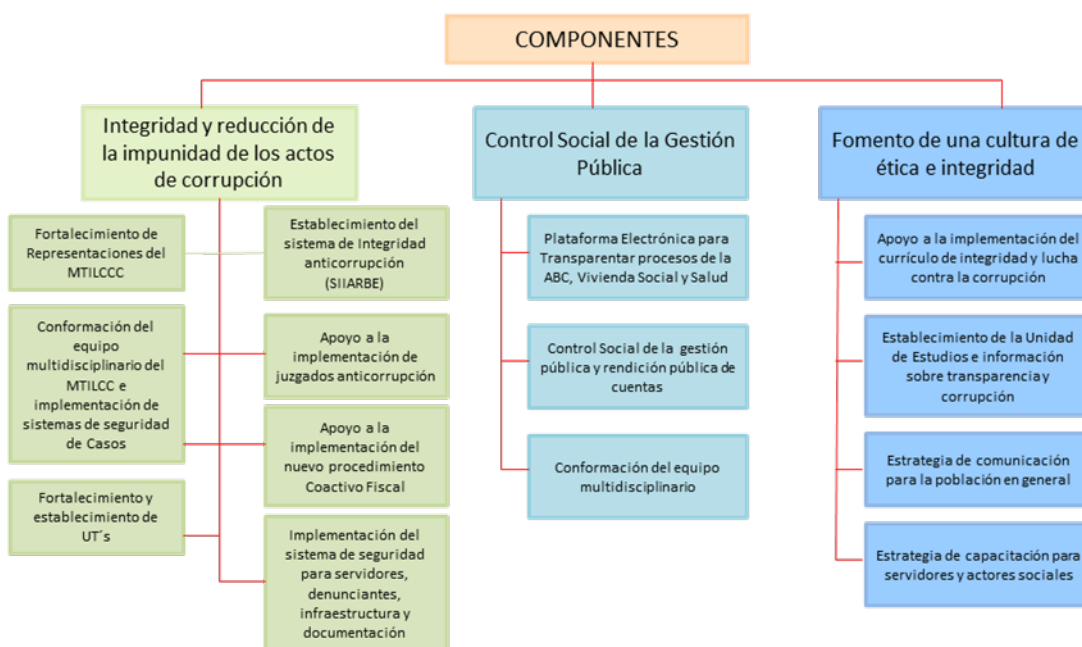 COMPONENTES
Integridad y reducción de
la impunidad de los actos
de corrupción
Fortalecimiento de
Representaciones del
MTILCCC
Conformación del
equipo
multidisciplinario del
MTILCC e
implementación de
sistemas de seguridad
de Casos
Fortalecimiento y
establecimiento de
UT´s
Establecimiento del
sistema de Integridad
anticorrupción
(SIIARBE)
Apoyo a la
implementación de
juzgados anticorrupción
Apoyo a la
implementación del
nuevo procedimiento
Coactivo Fiscal
Implementación del
sistema de seguridad
para servidores,
denunciantes,
infraestructura y
documentación
Control Social de la Gestión
Pública
Plataforma Electrónica para
Transparentar procesos de la
ABC, Vivienda Social y Salud
Control Social de la gestión
pública y rendición pública de
cuentas
Conformación del equipo
multidisciplinario
Fomento de una cultura de
ética e integridad
Apoyo a la implementación del
currículo de integridad y lucha
contra la corrupción
Establecimiento de la Unidad
de Estudios e información
sobre transparencia y
corrupción
Estrategia de comunicación
para la población en general
Estrategia de capacitación para
servidores y actores sociales